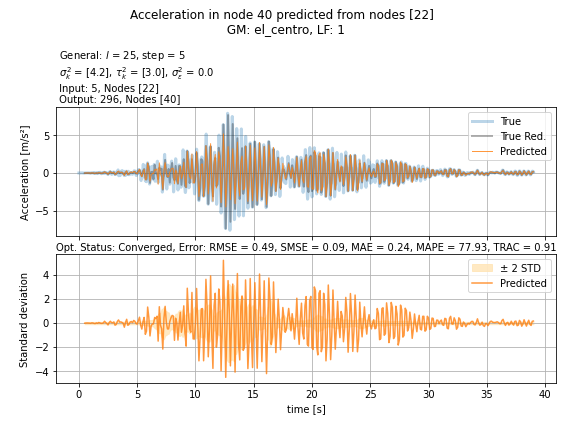 Acceleration in node 40 predicted from nodes [22]
GM: el_centro, LF: 1
General: l = 25, step = 5
σ²ₖ = [4.2], τ²ₖ = [3.0], σ²ε = 0.0
Input: 5, Nodes [22]
Output: 296, Nodes [40]
Acceleration [m/s²]
5
0
−5
True
True Red.
Predicted
Opt. Status: Converged, Error: RMSE = 0.49, SMSE = 0.09, MAE = 0.24, MAPE = 77.93, TRAC = 0.91
Standard deviation
4
2
0
−2
−4
± 2 STD
Predicted
0 5 10 15 20 25 30 35 40
time [s]